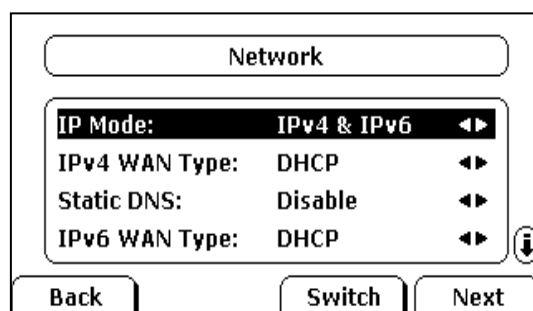 Network
IP Mode: IPv4 & IPv6
IPv4 WAN Type: DHCP
Static DNS: Disable
IPv6 WAN Type: DHCP
Back Switch Next